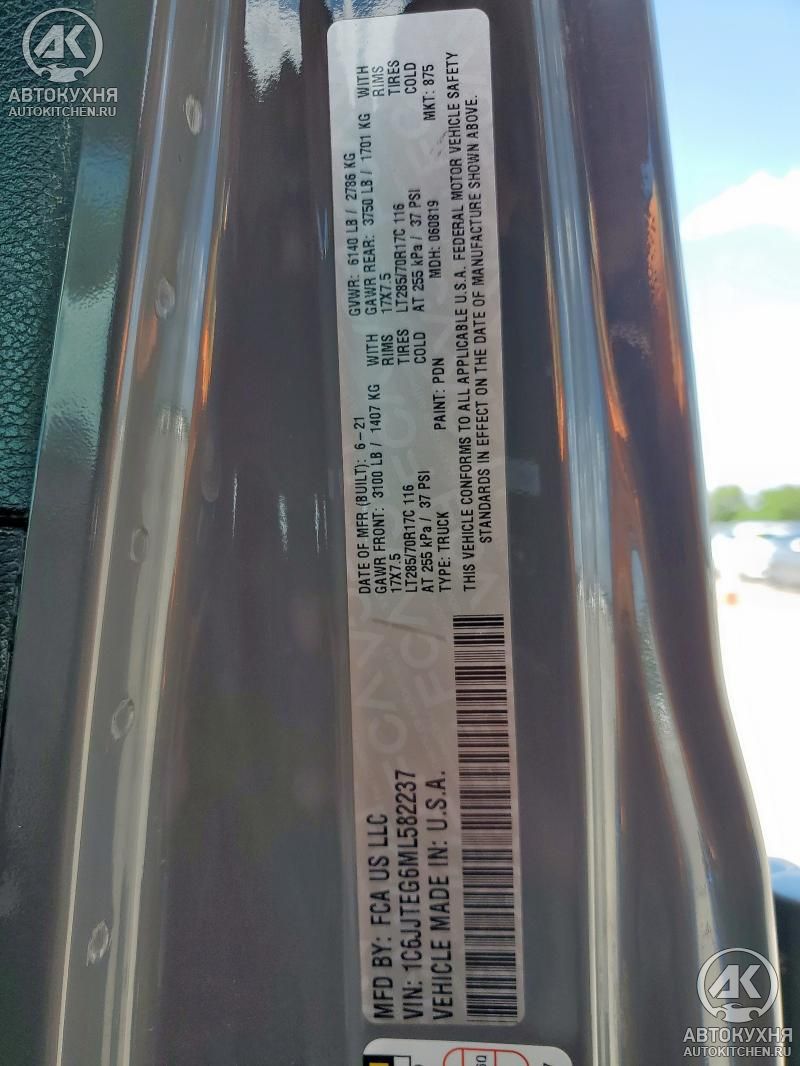 AK
АВТОКУХНЯ
AUTOKITCHEN.RU
MFD BY: FCA US LLC
VIN: 1C6JJTEG6ML582237
VEHICLE MADE IN: U.S.A.
DATE OF MFR (BUILT): 6-21 GVWR: 6140 LB / 2786 KG
GAWR FRONT: 3100 LB / 1407 KG WITH GAWR REAR: 3750 LB / 1701 KG WITH
17X7.5 RIMS 17X7.5 RIMS
LT285/70R17C 116 TIRES LT285/70R17C 116 TIRES
AT 255 kPa / 37 PSI COLD AT 255 kPa / 37 PSI COLD
TYPE: TRUCK PAINT: PDN MDH: 060819 MKT: 875
THIS VEHICLE CONFORMS TO ALL APPLICABLE U.S.A. FEDERAL MOTOR VEHICLE SAFETY
STANDARDS IN EFFECT ON THE DATE OF MANUFACTURE SHOWN ABOVE.
AK
АВТОКУХНЯ
AUTOKITCHEN.RU